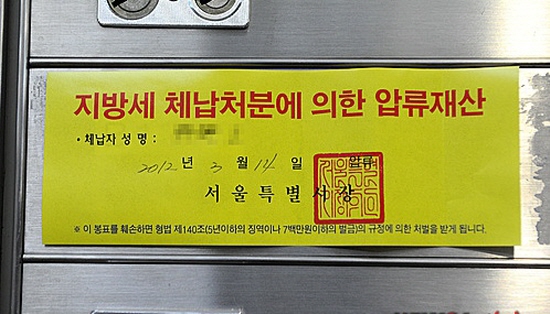 지방세 체납처분에 의한 압류재산
• 체납자 성명 :
2012 년 3 월 14 일 압류
서울특별시장
※ 이 봉표를 훼손하면 형법 제140조(5년이하의 징역이나 7백만원이하의 벌금)의 규정에 의한 처벌을 받게 됩니다.